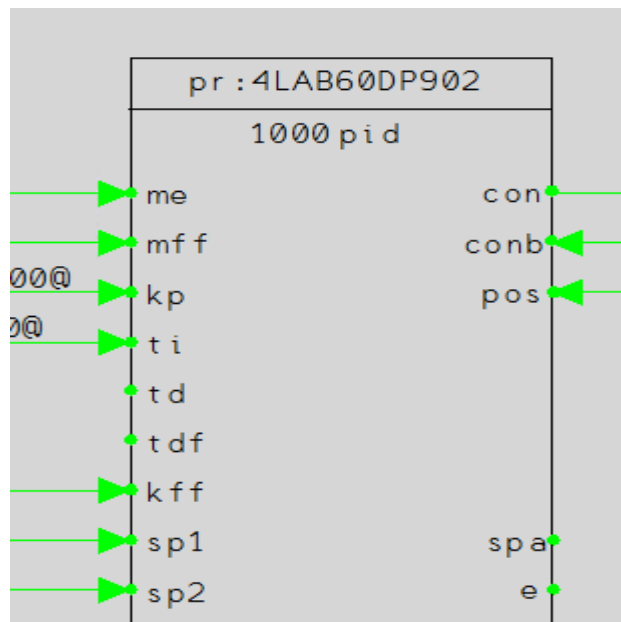 pr:4LAB60DP902
1000pid
me con
mff conb
00@
kp pos
0@
ti
td
tdf
kff
sp1 spa
sp2 e